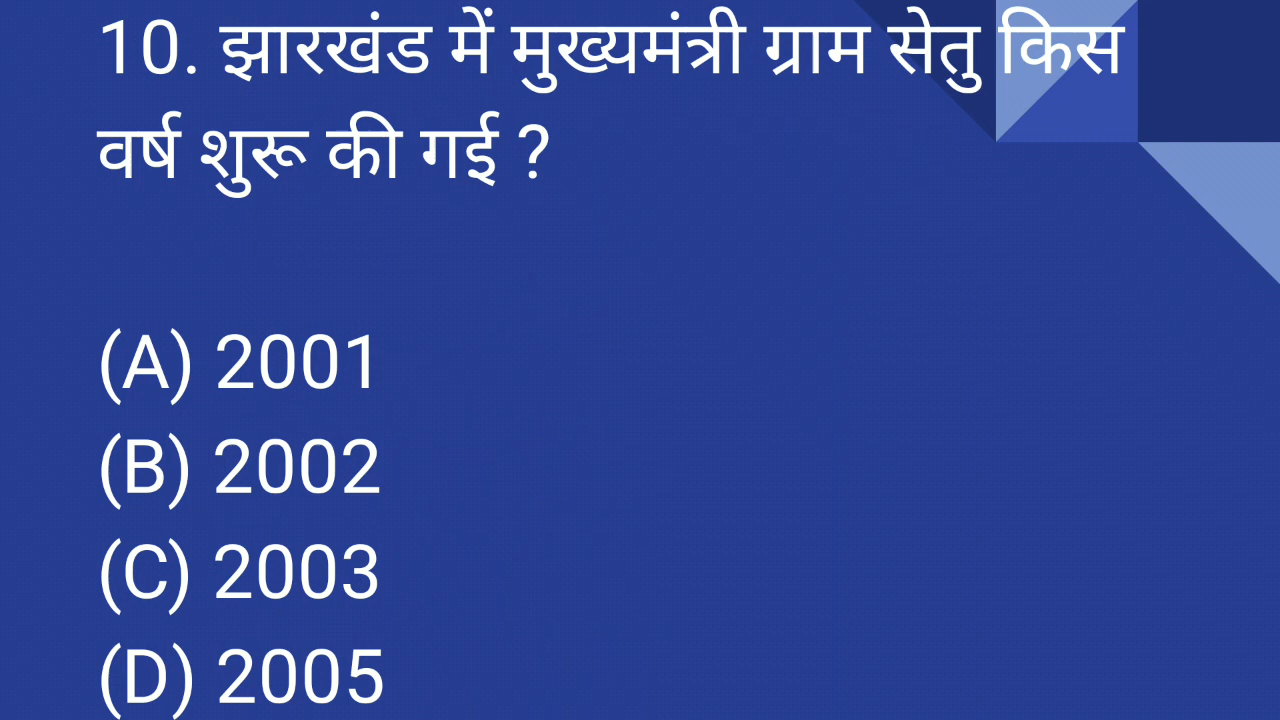 10. झारखंड में मुख्यमंत्री ग्राम सेतु किस
वर्ष शुरू की गई ?
(A) 2001
(B) 2002
(C) 2003
(D) 2005